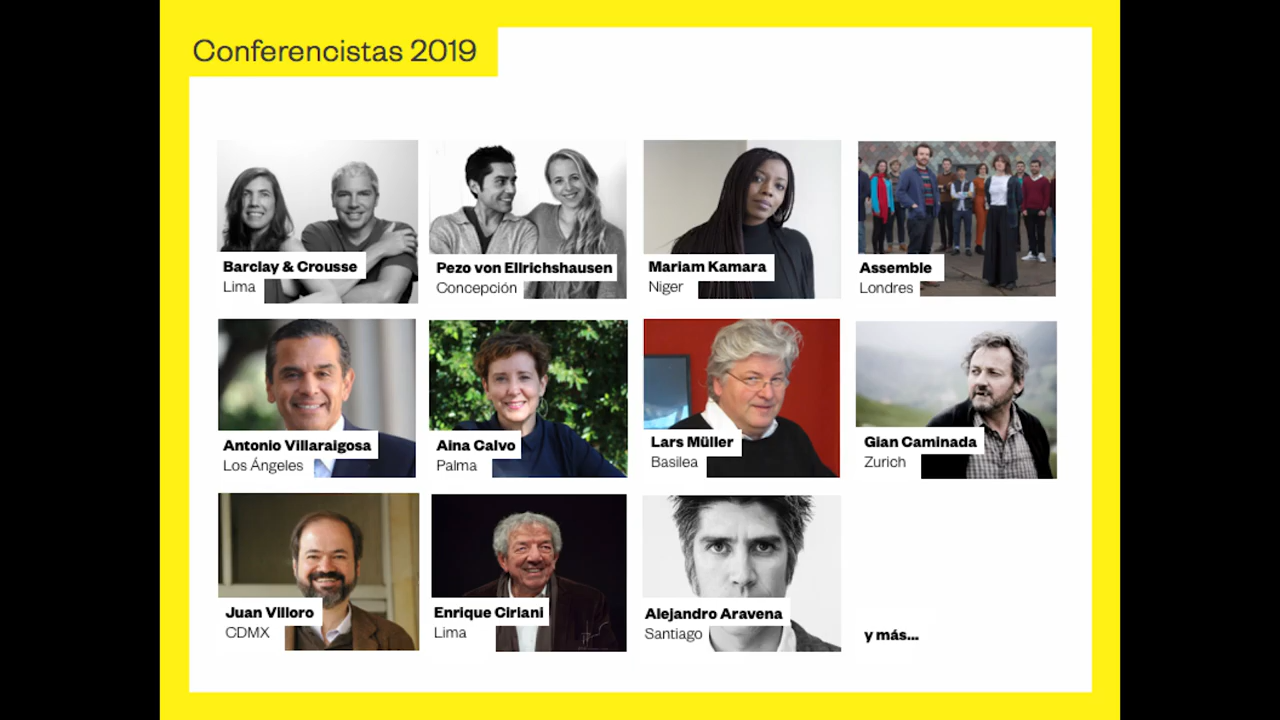 Conferencistas 2019
Barclay & Crousse
Lima
Pezo von Ellrichshausen
Concepción
Mariam Kamara
Niger
Assemble
Londres
Antonio Villaraigosa
Los Ángeles
Aina Calvo
Palma
Lars Müller
Basilea
Gian Caminada
Zurich
Juan Villoro
CDMX
Enrique Ciriani
Lima
Alejandro Aravena
Santiago
y más...